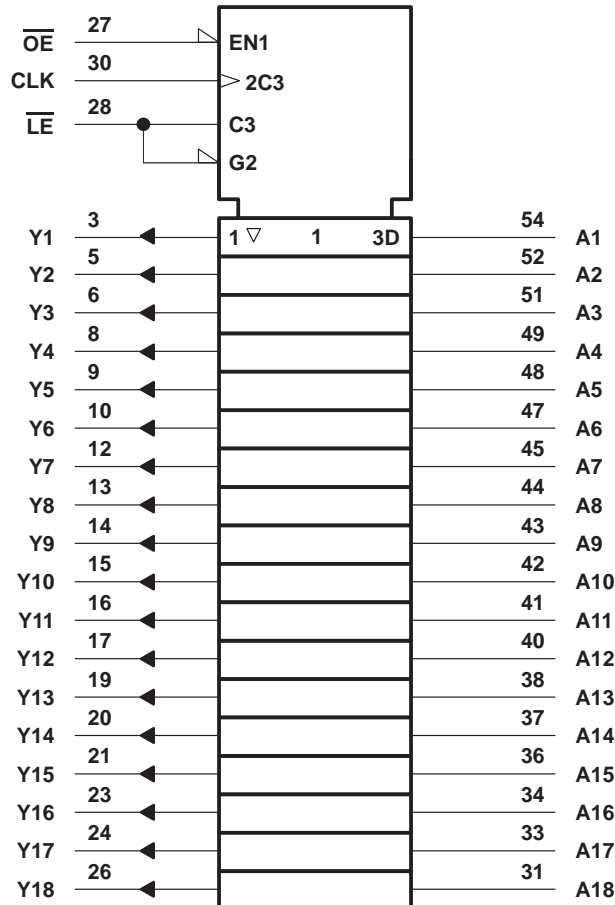 OE 27 EN1
CLK 30 2C3
LE 28 C3
G2
Y1 3 1 ▽ 1 3D 54 A1
Y2 5 52 A2
Y3 6 51 A3
Y4 8 49 A4
Y5 9 48 A5
Y6 10 47 A6
Y7 12 45 A7
Y8 13 44 A8
Y9 14 43 A9
Y10 15 42 A10
Y11 16 41 A11
Y12 17 40 A12
Y13 19 38 A13
Y14 20 37 A14
Y15 21 36 A15
Y16 23 34 A16
Y17 24 33 A17
Y18 26 31 A18